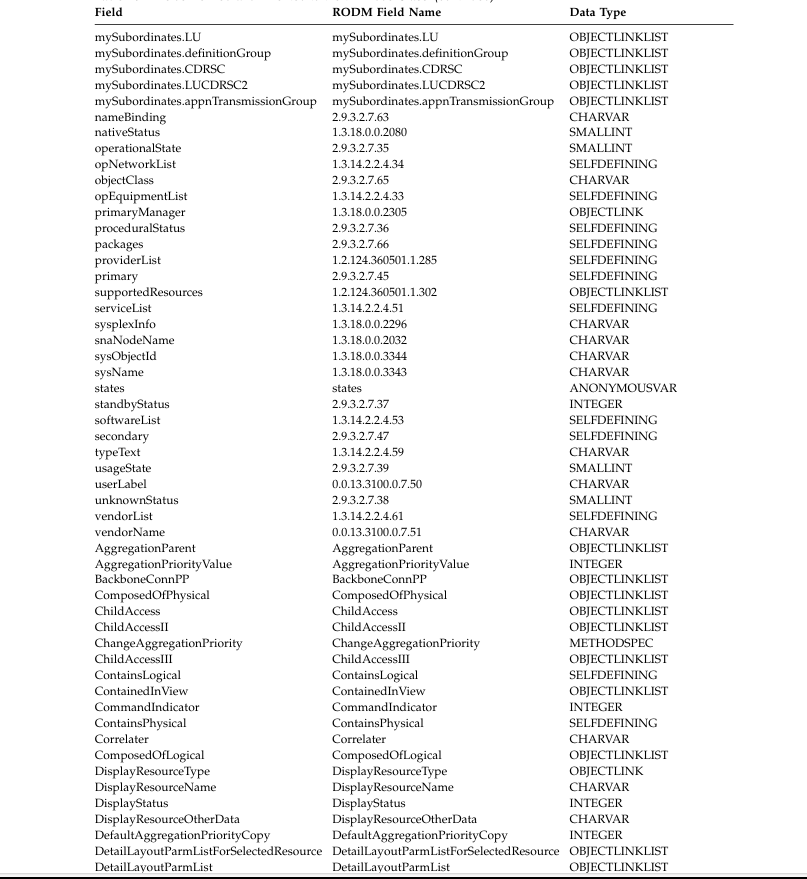 Field RODM Field Name Data Type
mySubordinates.LU mySubordinates.LU OBJECTLINKLIST
mySubordinates.definitionGroup mySubordinates.definitionGroup OBJECTLINKLIST
mySubordinates.CDRSC mySubordinates.CDRSC OBJECTLINKLIST
mySubordinates.LUCDRSC2 mySubordinates.LUCDRSC2 OBJECTLINKLIST
mySubordinates.appnTransmissionGroup mySubordinates.appnTransmissionGroup OBJECTLINKLIST
nameBinding 2.9.3.2.7.63 CHARVAR
nativeStatus 1.3.18.0.0.2080 SMALLINT
operationalState 2.9.3.2.7.35 SMALLINT
opNetworkList 1.3.14.2.2.4.34 SELFDEFINING
objectClass 2.9.3.2.7.65 CHARVAR
opEquipmentList 1.3.14.2.2.4.33 SELFDEFINING
primaryManager 1.3.18.0.0.2305 OBJECTLINK
proceduralStatus 2.9.3.2.7.36 SELFDEFINING
packages 2.9.3.2.7.66 SELFDEFINING
providerList 1.2.124.360501.1.285 SELFDEFINING
primary 2.9.3.2.7.45 SELFDEFINING
supportedResources 1.2.124.360501.1.302 OBJECTLINKLIST
serviceList 1.3.14.2.2.4.51 SELFDEFINING
sysplexInfo 1.3.18.0.0.2296 CHARVAR
snaNodeName 1.3.18.0.0.2032 CHARVAR
sysObjectId 1.3.18.0.0.3344 CHARVAR
sysName 1.3.18.0.0.3343 CHARVAR
states states ANONYMOUSVAR
standbyStatus 2.9.3.2.7.37 INTEGER
softwareList 1.3.14.2.2.4.53 SELFDEFINING
secondary 2.9.3.2.7.47 SELFDEFINING
typeText 1.3.14.2.2.4.59 CHARVAR
usageState 2.9.3.2.7.39 SMALLINT
userLabel 0.0.13.3100.0.7.50 CHARVAR
unknownStatus 2.9.3.2.7.38 SMALLINT
vendorList 1.3.14.2.2.4.61 SELFDEFINING
vendorName 0.0.13.3100.0.7.51 CHARVAR
AggregationParent AggregationParent OBJECTLINKLIST
AggregationPriorityValue AggregationPriorityValue INTEGER
BackboneConnPP BackboneConnPP OBJECTLINKLIST
ComposedOfPhysical ComposedOfPhysical OBJECTLINKLIST
ChildAccess ChildAccess OBJECTLINKLIST
ChildAccessII ChildAccessII OBJECTLINKLIST
ChangeAggregationPriority ChangeAggregationPriority METHODSPEC
ChildAccessIII ChildAccessIII OBJECTLINKLIST
ContainsLogical ContainsLogical SELFDEFINING
ContainedInView ContainedInView OBJECTLINKLIST
CommandIndicator CommandIndicator INTEGER
ContainsPhysical ContainsPhysical SELFDEFINING
Correlater Correlater CHARVAR
ComposedOfLogical ComposedOfLogical OBJECTLINKLIST
DisplayResourceType DisplayResourceType OBJECTLINK
DisplayResourceName DisplayResourceName CHARVAR
DisplayStatus DisplayStatus INTEGER
DisplayResourceOtherData DisplayResourceOtherData CHARVAR
DefaultAggregationPriorityCopy DefaultAggregationPriorityCopy INTEGER
DetailLayoutParmListForSelectedResource DetailLayoutParmListForSelectedResource OBJECTLINKLIST
DetailLayoutParmList DetailLayoutParmList OBJECTLINKLIST